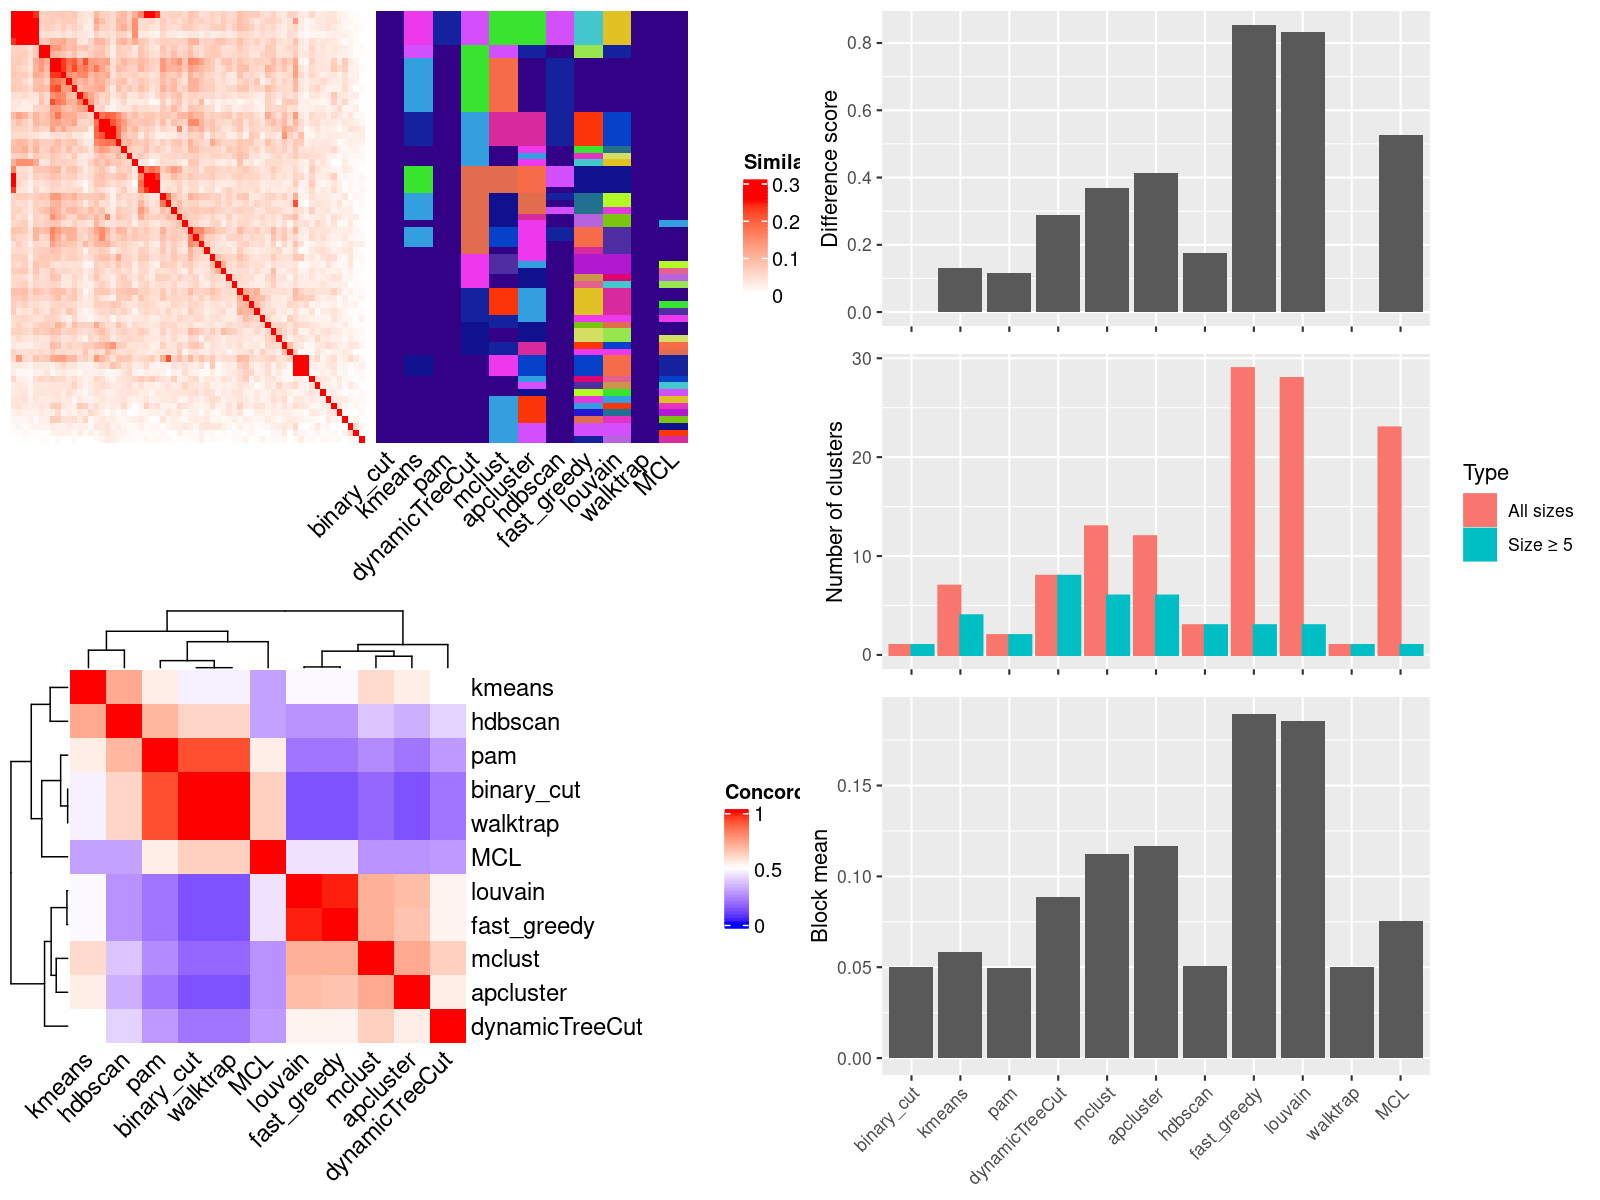 Simila
0.3
0.2
0.1
0
binary_cut
kmeans
pam
dynamicTreeCut
mclust
apcluster
hdbscan
fast_greedy
louvain
walktrap
MCL
kmeans
hdbscan
pam
binary_cut
walktrap
MCL
louvain
fast_greedy
mclust
apcluster
dynamicTreeCut
kmeans
hdbscan
pam
binary_cut
walktrap
MCL
louvain
fast_greedy
mclust
apcluster
dynamicTreeCut
Concord
1
0.5
0
Difference score
0.8
0.6
0.4
0.2
0.0
Number of clusters
30
20
10
0
Type
All sizes
Size ≥ 5
Block mean
0.15
0.10
0.05
0.00
binary_cut
kmeans
pam
dynamicTreeCut
mclust
apcluster
hdbscan
fast_greedy
louvain
walktrap
MCL